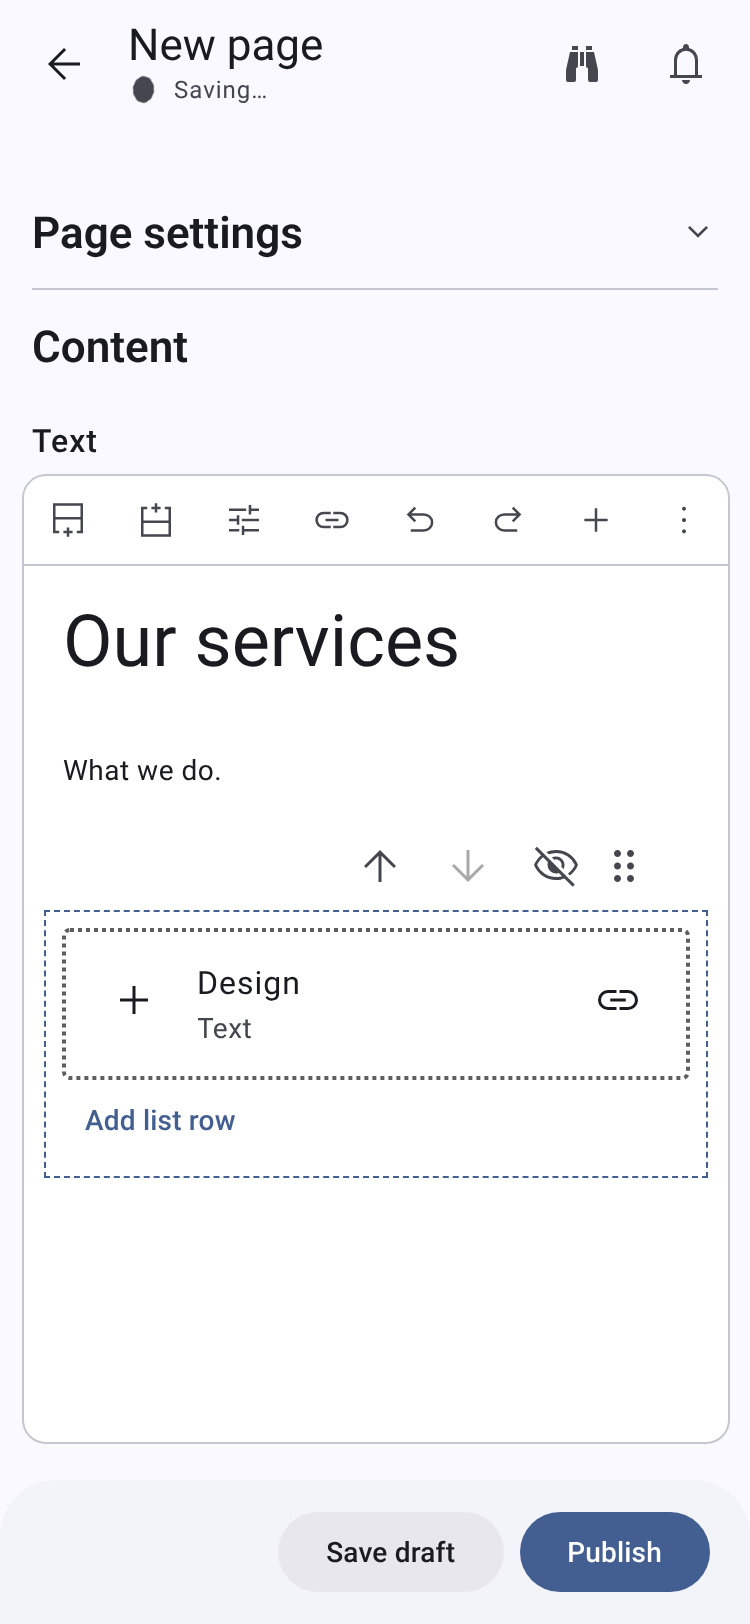 New page
Saving…
Page settings
Content
Text
Our services
What we do.
Design
Text
Add list row
Save draft
Publish